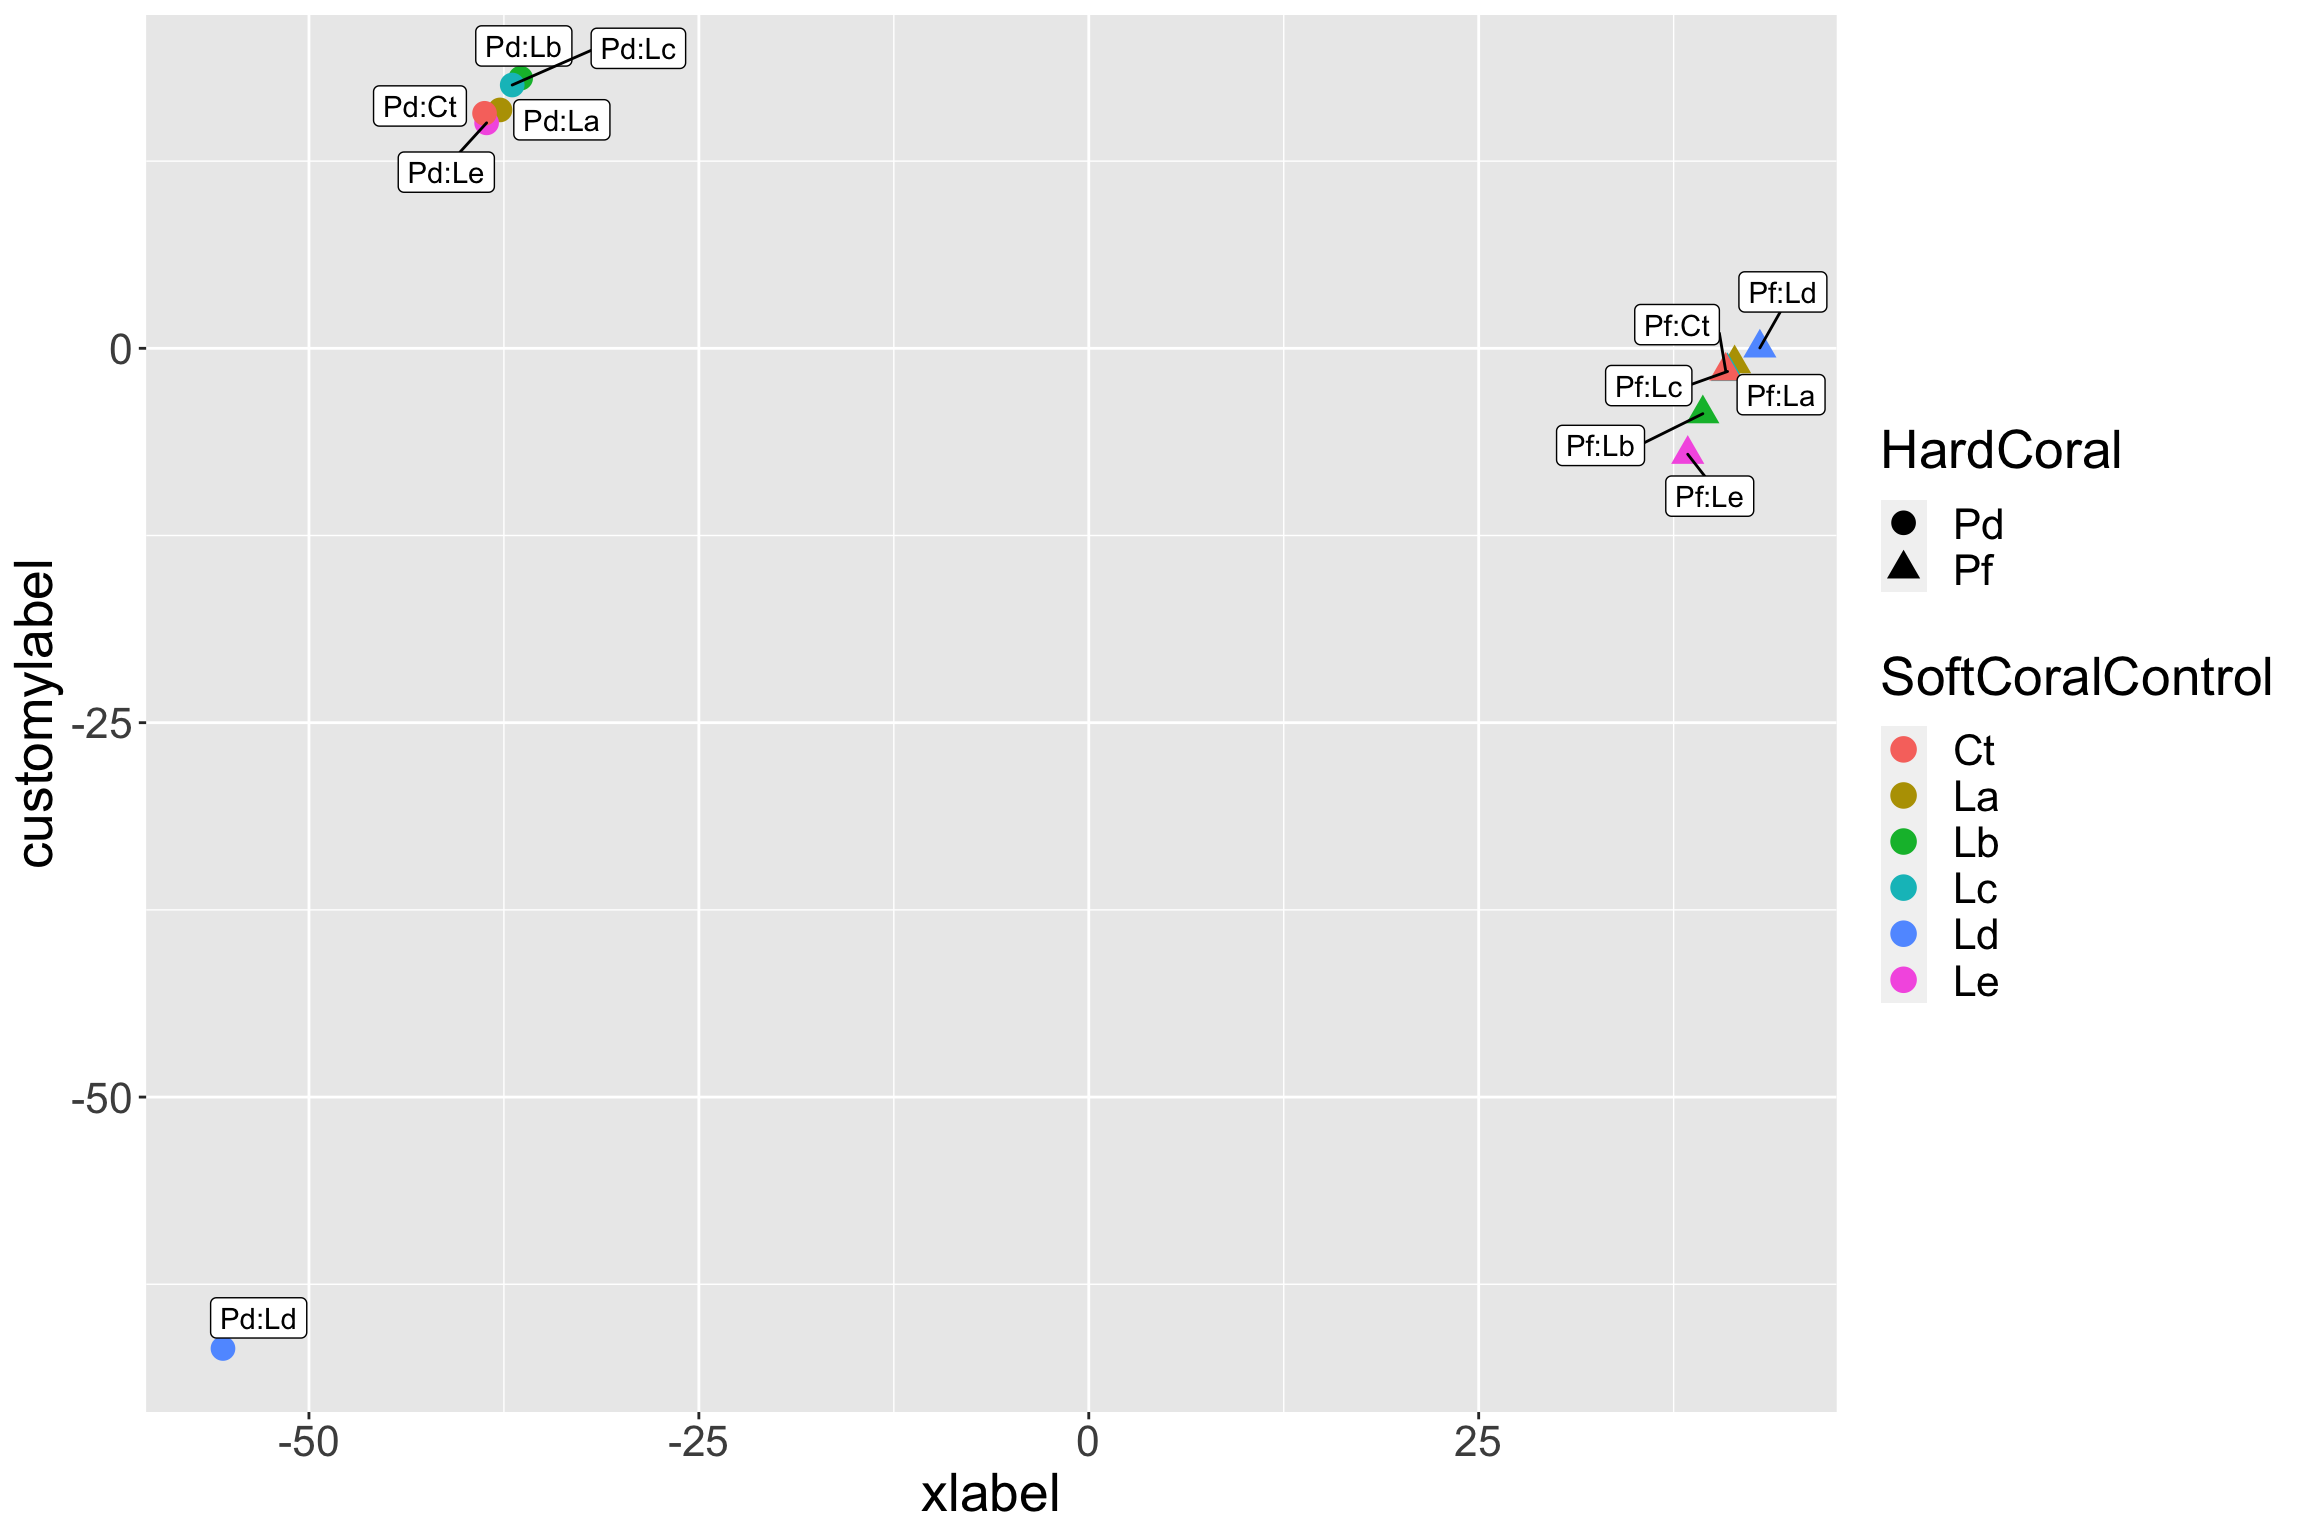 Pd:Lb
Pd:Lc
Pd:Ct
Pd:La
Pd:Le
Pf:Ld
Pf:Ct
Pf:Lc
Pf:La
Pf:Lb
Pf:Le
Pd:Ld
0
-25
-50
customylabel
-50
-25
0
25
xlabel
HardCoral
Pd
Pf
SoftCoralControl
Ct
La
Lb
Lc
Ld
Le